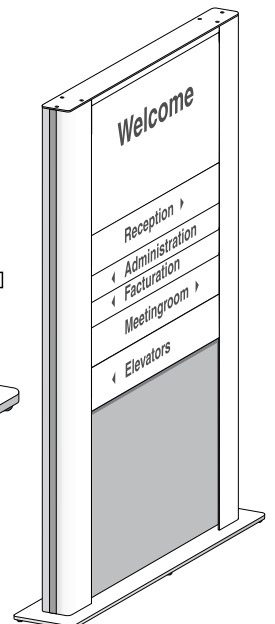 Welcome
Reception ▸
◂ Administration
◂ Facturation
Meetingroom ▸
◂ Elevators